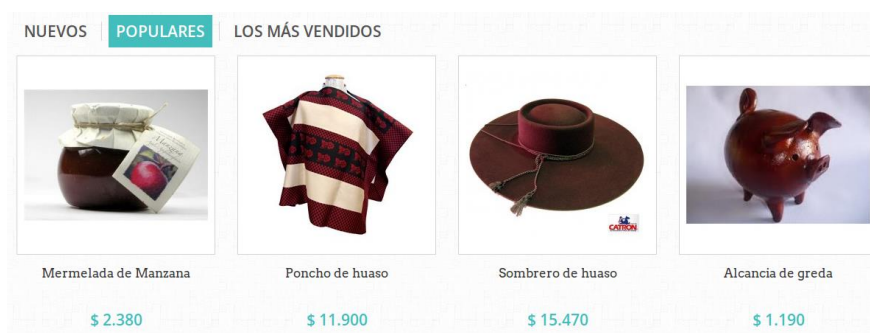 NUEVOS
POPULARES
LOS MÁS VENDIDOS
CATRON
Mermelada de Manzana
Poncho de huaso
Sombrero de huaso
Alcancia de greda
$ 2.380
$ 11.900
$ 15.470
$ 1.190